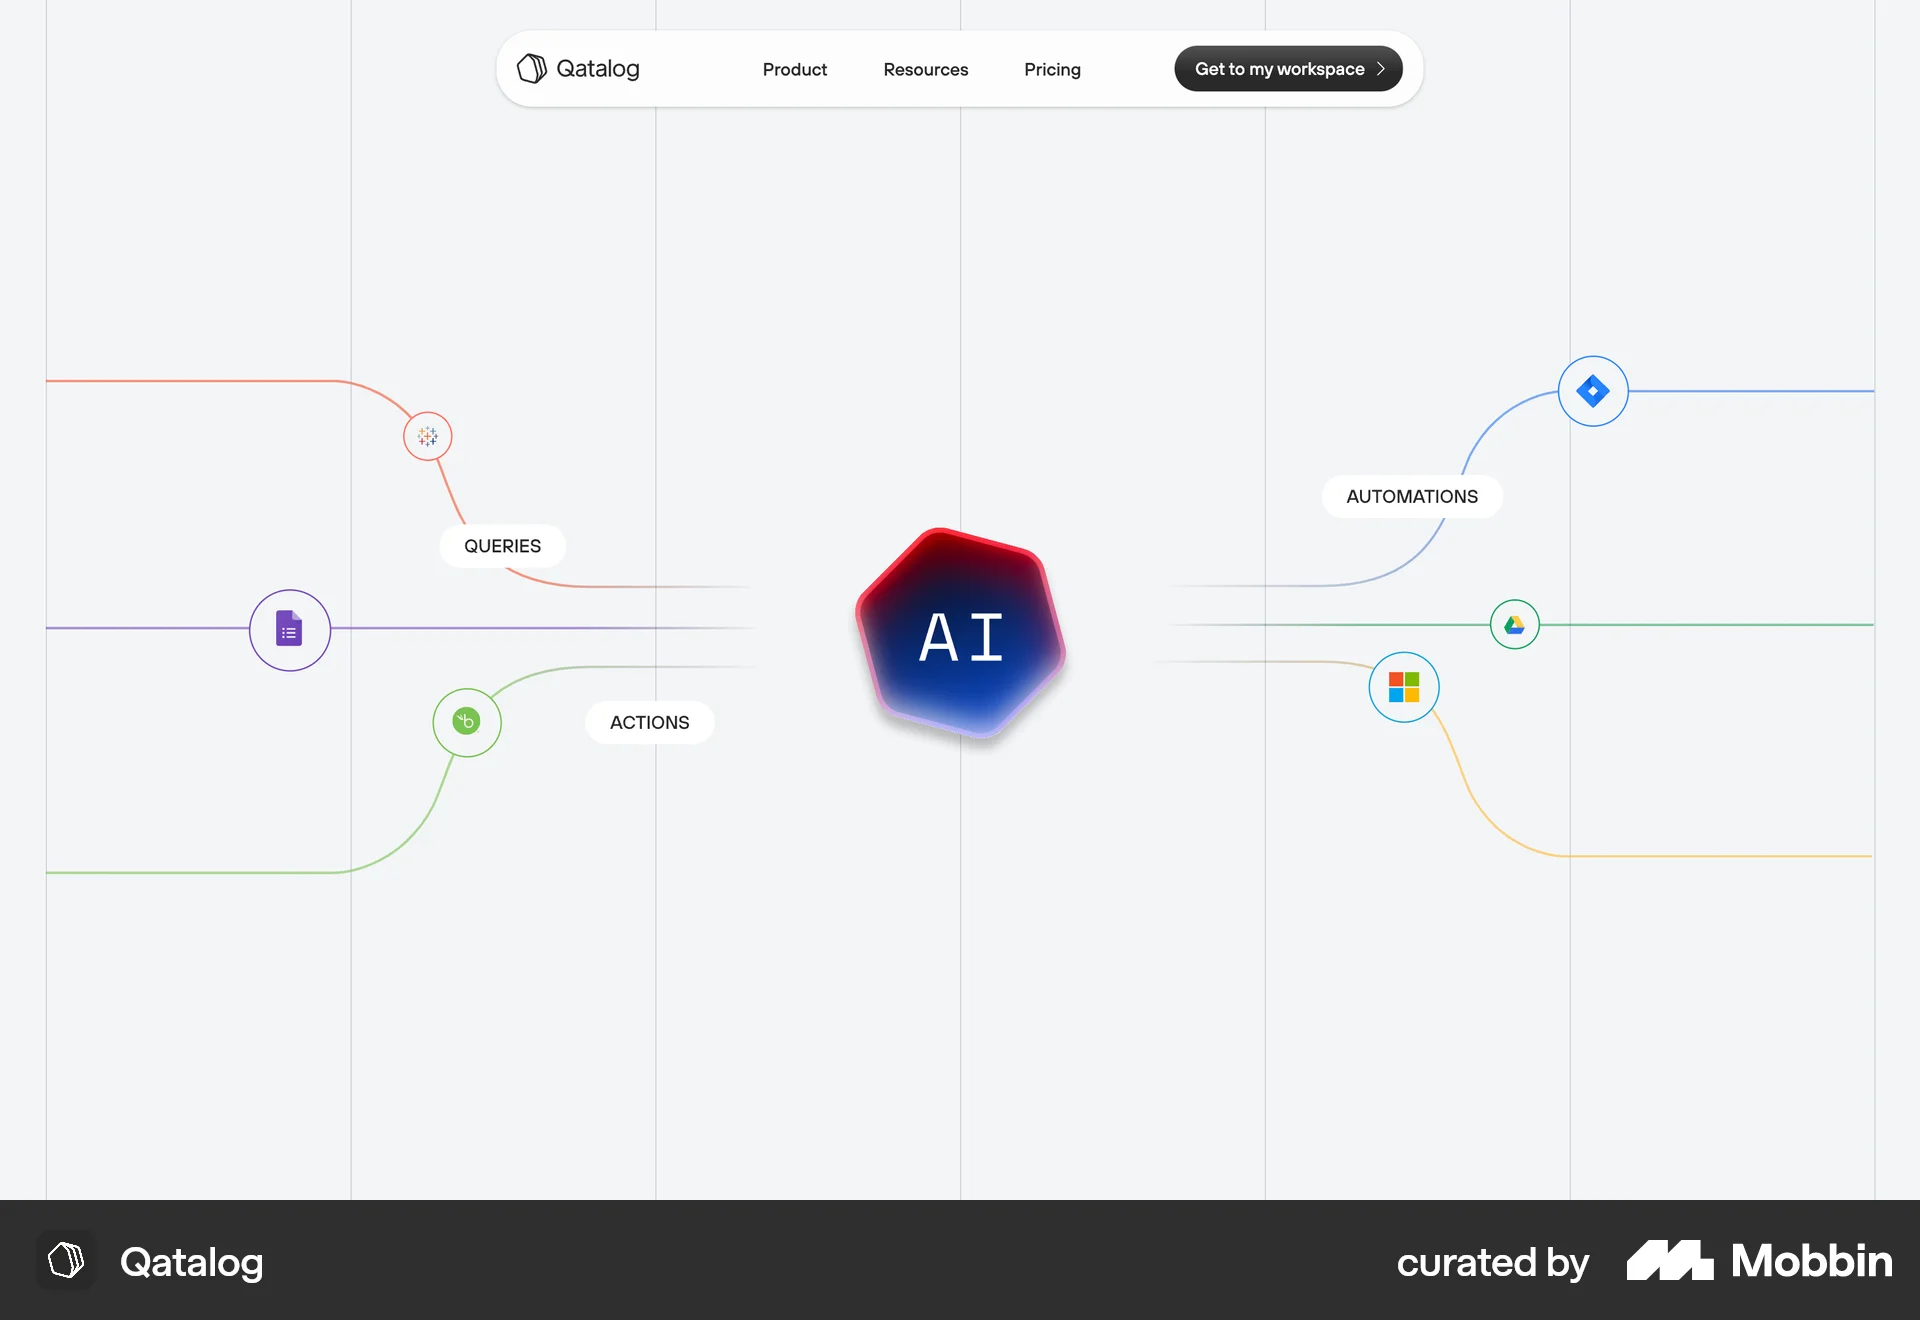 Qatalog
Product
Resources
Pricing
Get to my workspace
AUTOMATIONS
QUERIES
AI
ACTIONS
Qatalog
curated by Mobbin